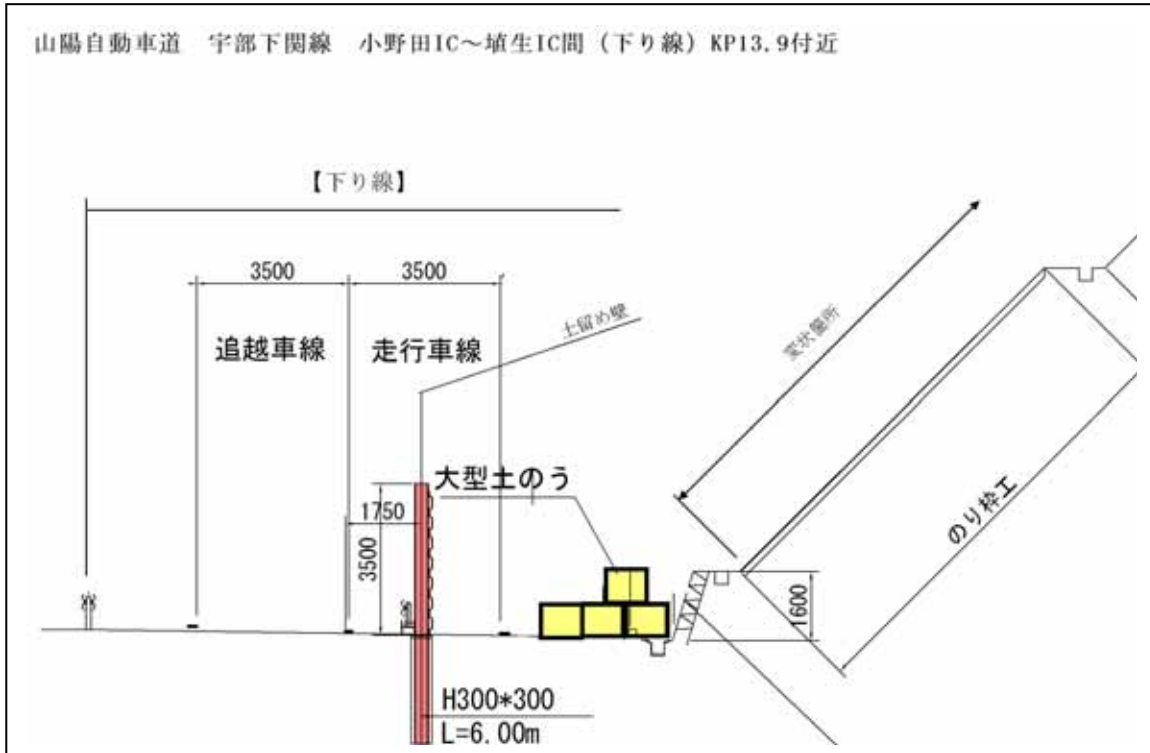 山陽自動車道 宇部下関線 小野田IC～埴生IC間（下り線）KP13.9付近
【下り線】
3500
3500
追越車線
走行車線
土留め壁
変状箇所
大型土のう
1750
3500
のり枠工
1600
H300*300
L=6.00m